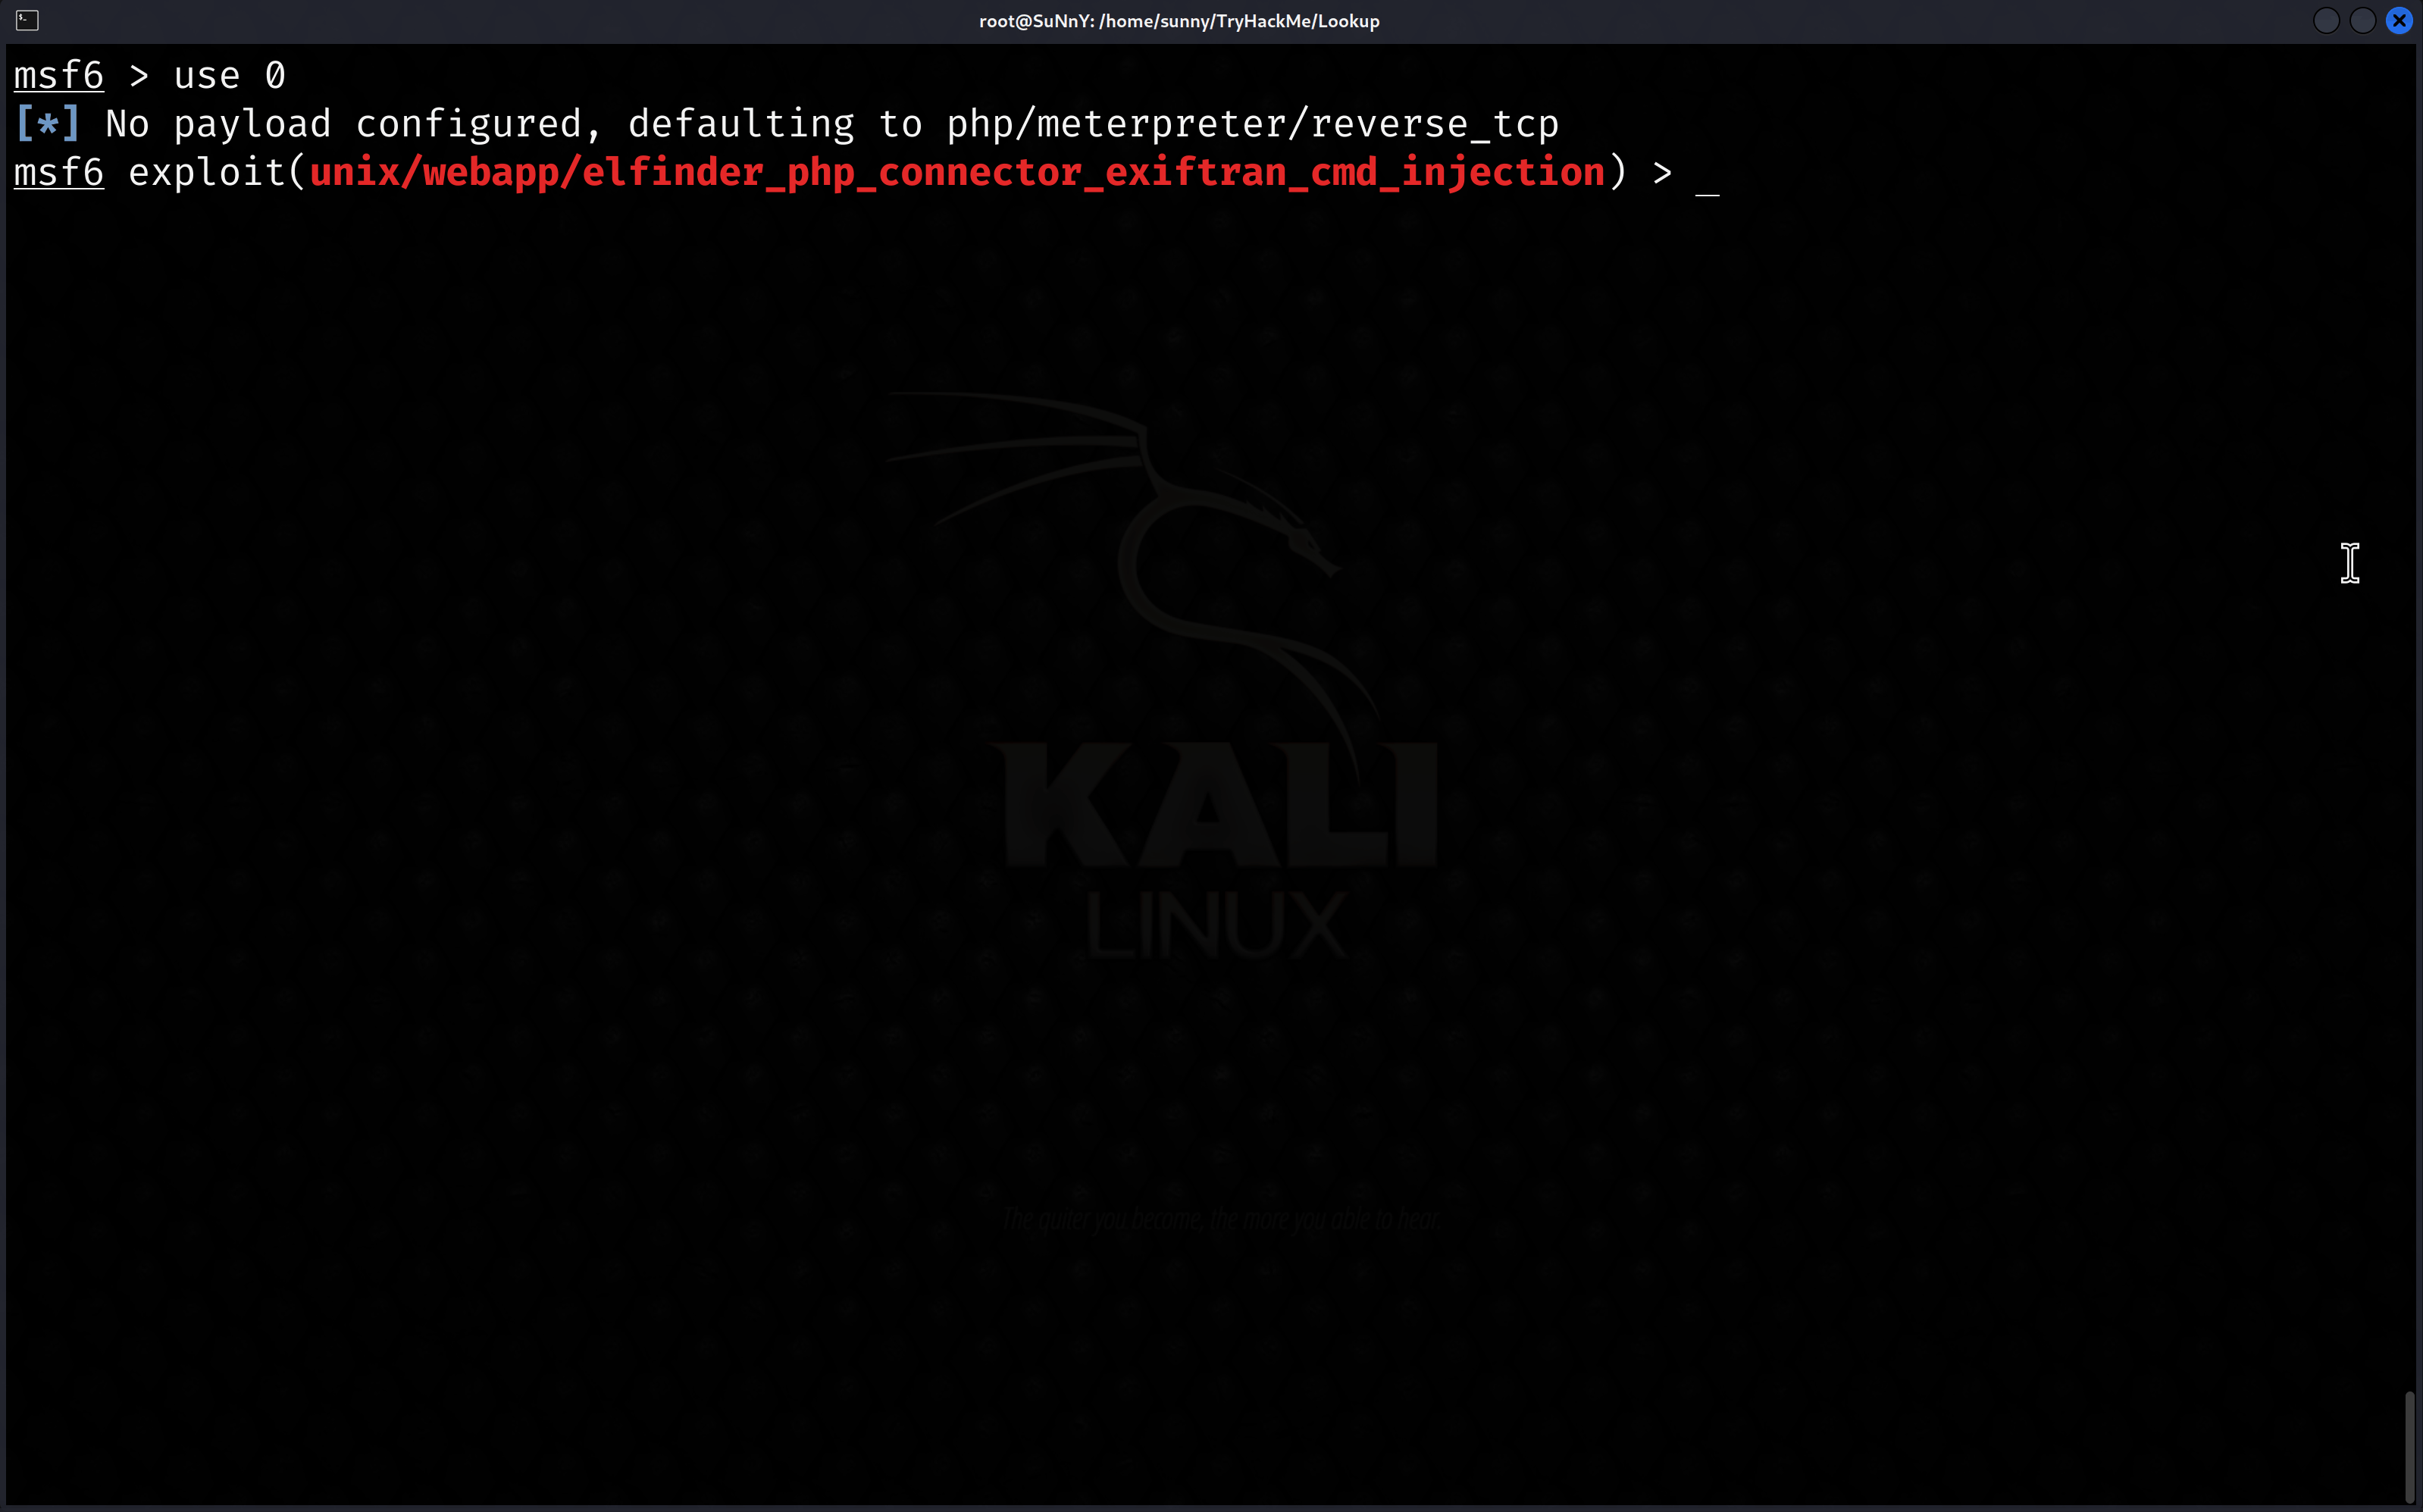 root@SuNnY: /home/sunny/TryHackMe/Lookup
msf6 > use 0
[*] No payload configured, defaulting to php/meterpreter/reverse_tcp
msf6 exploit(unix/webapp/elfinder_php_connector_exiftran_cmd_injection) > _
KALI
LINUX
The quiter you become, the more you able to hear.